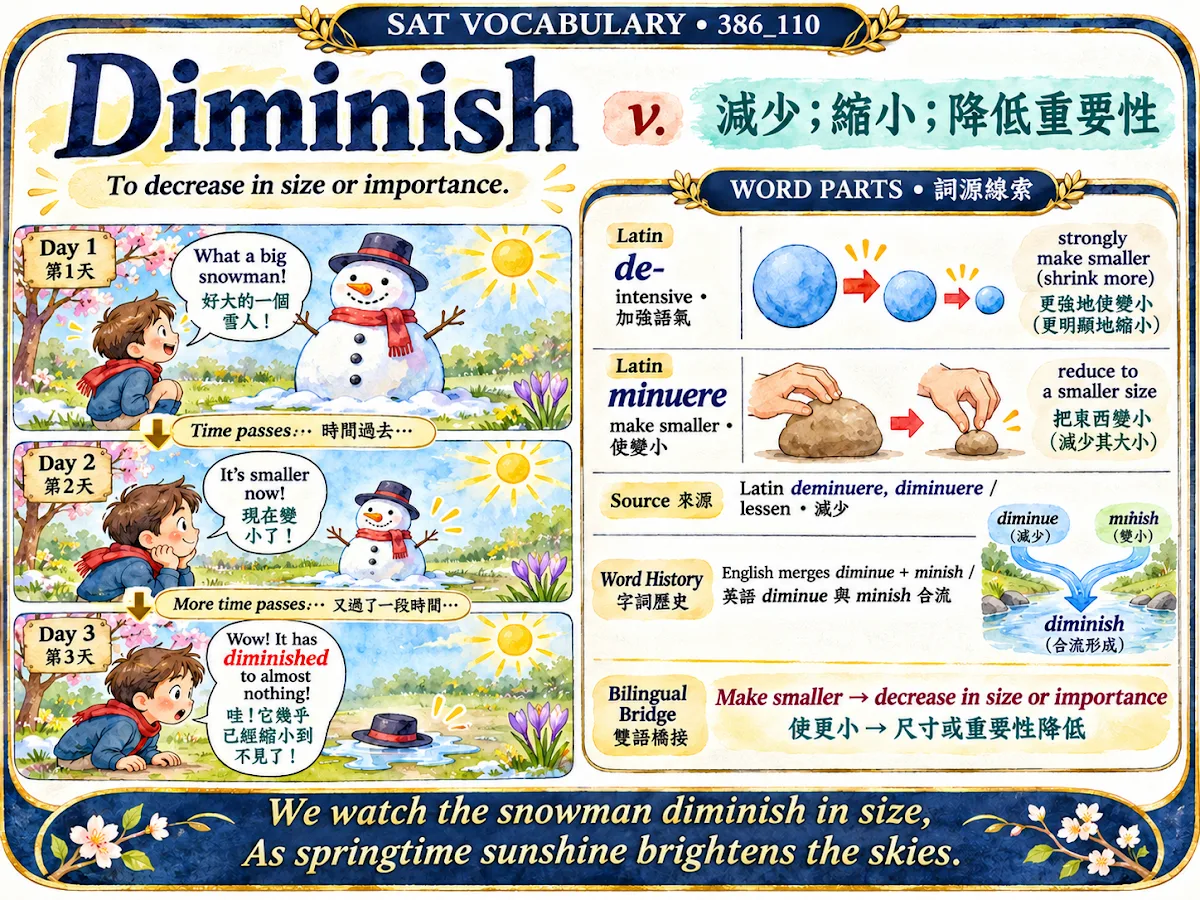 SAT VOCABULARY • 386_110
Diminish
v.
減少；縮小；降低重要性
To decrease in size or importance.
Day 1
第1天
What a big
snowman!
好大的一個
雪人！
Time passes… 時間過去…
Day 2
第2天
It's smaller
now!
現在變
小了！
More time passes… 又過了一段時間…
Day 3
第3天
Wow! It has
diminished
to almost
nothing!
哇！它幾乎
已經縮小到
不見了！
WORD PARTS • 詞源線索
Latin
de-
intensive •
加強語氣
strongly
make smaller
(shrink more)
更強地使變小
(更明顯地縮小)
Latin
minuere
make smaller •
使變小
reduce to
a smaller size
把東西變小
(減少其大小)
Source 來源
Latin deminuere, diminuere /
lessen • 減少
Word History
字詞歷史
English merges diminue + minish /
英語 diminue 與 minish 合流
diminue
(減少)
minish
(變小)
diminish
(合流形成)
Bilingual
Bridge
雙語橋接
Make smaller → decrease in size or importance
使更小 → 尺寸或重要性降低
We watch the snowman diminish in size,
As springtime sunshine brightens the skies.